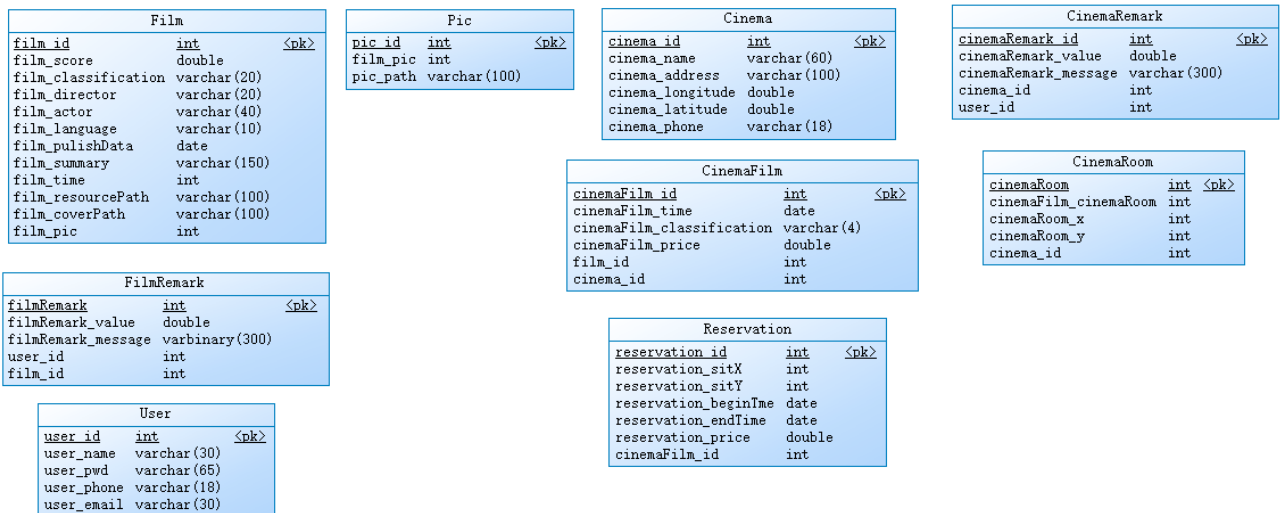 Film
film_id int <pk>
film_score double
film_classification varchar(20)
film_director varchar(20)
film_actor varchar(40)
film_language varchar(10)
film_pulishData date
film_summary varchar(150)
film_time int
film_resourcePath varchar(100)
film_coverPath varchar(100)
film_pic int
Pic
pic_id int <pk>
film_pic int
pic_path varchar(100)
Cinema
cinema_id int <pk>
cinema_name varchar(60)
cinema_address varchar(100)
cinema_longitude double
cinema_latitude double
cinema_phone varchar(18)
CinemaRemark
cinemaRemark_id int <pk>
cinemaRemark_value double
cinemaRemark_message varchar(300)
cinema_id int
user_id int
CinemaFilm
cinemaFilm_id int <pk>
cinemaFilm_time date
cinemaFilm_classification varchar(4)
cinemaFilm_price double
film_id int
cinema_id int
CinemaRoom
cinemaRoom int <pk>
cinemaFilm_cinemaRoom int
cinemaRoom_x int
cinemaRoom_y int
cinema_id int
FilmRemark
filmRemark int <pk>
filmRemark_value double
filmRemark_message varbinary(300)
user_id int
film_id int
Reservation
reservation_id int <pk>
reservation_sitX int
reservation_sitY int
reservation_beginTme date
reservation_endTime date
reservation_price double
cinemaFilm_id int
User
user_id int <pk>
user_name varchar(30)
user_pwd varchar(65)
user_phone varchar(18)
user_email varchar(30)